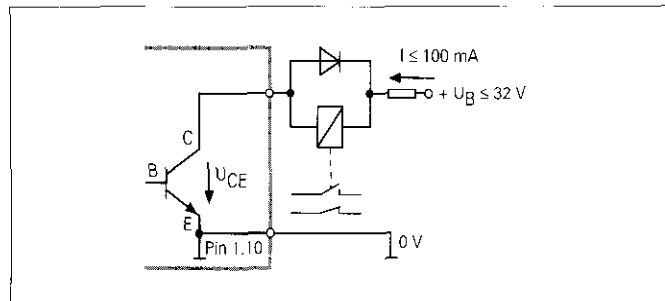 I ≤ 100 mA
+ U_B ≤ 32 V
C
B
U_CE
E
Pin 1.10
0 V